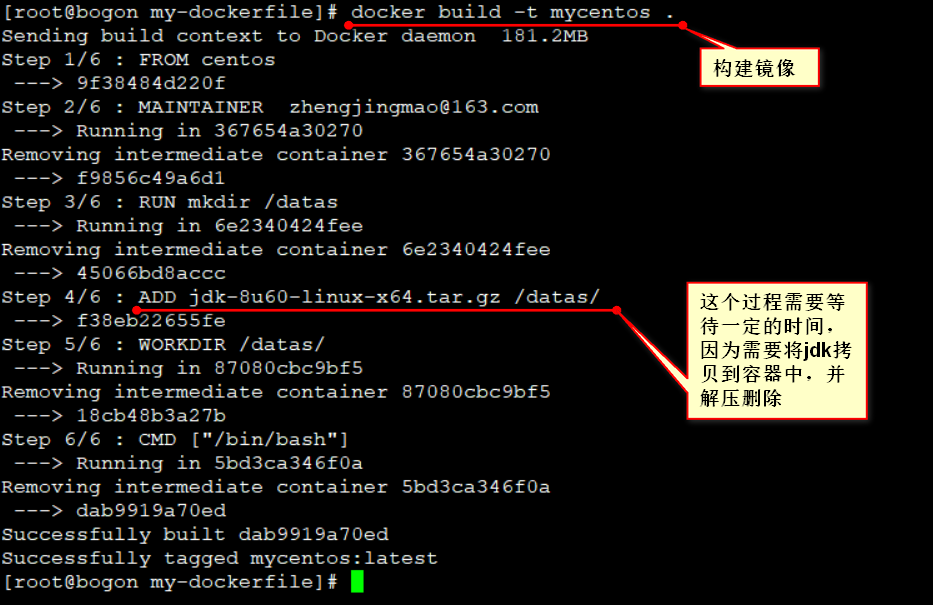 [root@bogon my-dockerfile]# docker build -t mycentos .
Sending build context to Docker daemon  181.2MB
构建镜像
Step 1/6 : FROM centos
 ---> 9f38484d220f
Step 2/6 : MAINTAINER  zhengjingmao@163.com
 ---> Running in 367654a30270
Removing intermediate container 367654a30270
 ---> f9856c49a6d1
Step 3/6 : RUN mkdir /datas
 ---> Running in 6e2340424fee
Removing intermediate container 6e2340424fee
 ---> 45066bd8accc
Step 4/6 : ADD jdk-8u60-linux-x64.tar.gz /datas/
 ---> f38eb22655fe
这个过程需要等
待一定的时间，
因为需要将jdk拷
贝到容器中，并
解压删除
Step 5/6 : WORKDIR /datas/
 ---> Running in 87080cbc9bf5
Removing intermediate container 87080cbc9bf5
 ---> 18cb48b3a27b
Step 6/6 : CMD ["/bin/bash"]
 ---> Running in 5bd3ca346f0a
Removing intermediate container 5bd3ca346f0a
 ---> dab9919a70ed
Successfully built dab9919a70ed
Successfully tagged mycentos:latest
[root@bogon my-dockerfile]#